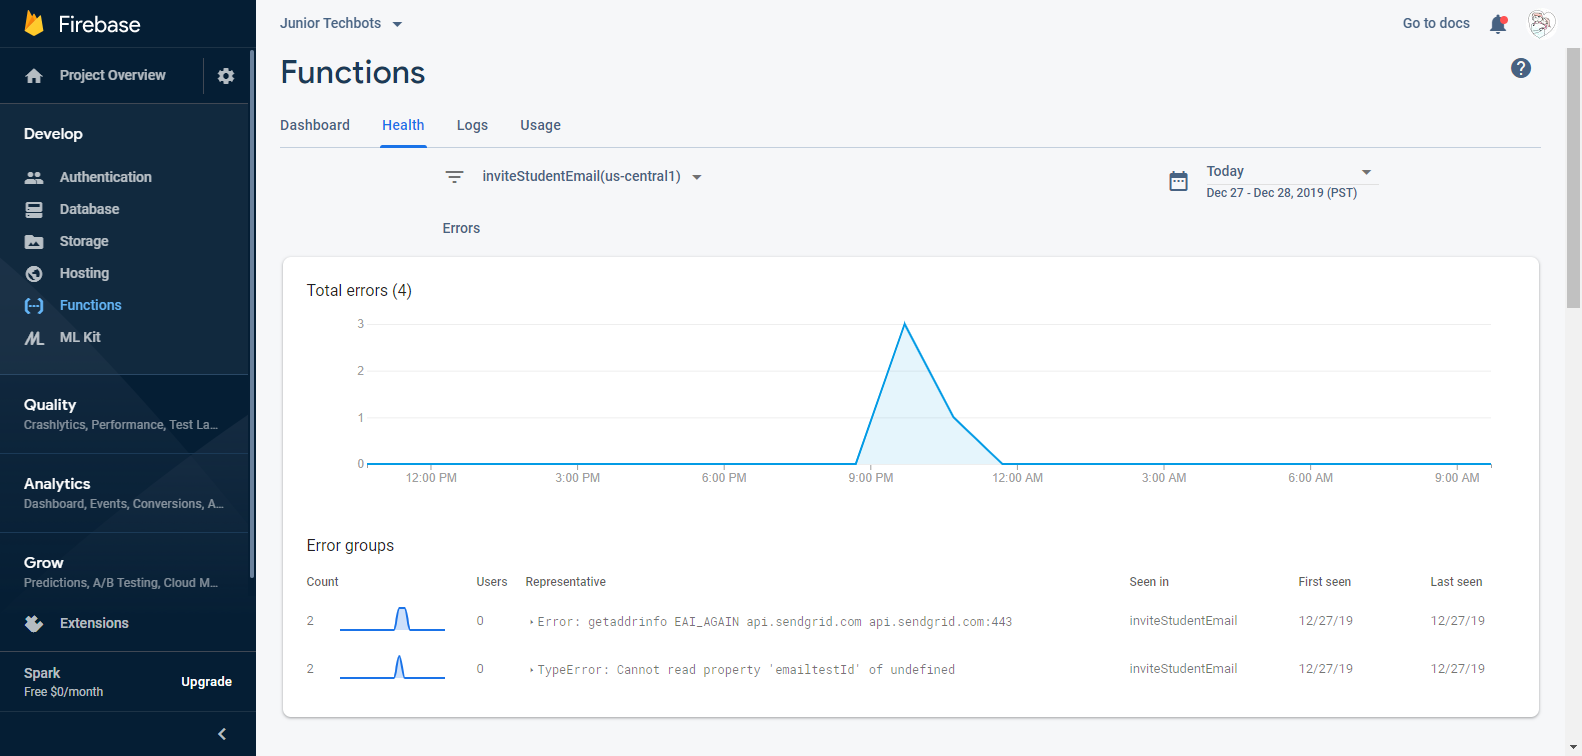 Firebase
Project Overview
Develop
Authentication
Database
Storage
Hosting
Functions
ML Kit
Quality
Crashlytics, Performance, Test La...
Analytics
Dashboard, Events, Conversions, A...
Grow
Predictions, A/B Testing, Cloud M...
Extensions
Spark
Free $0/month
Upgrade
Junior Techbots
Go to docs
Functions
?
Dashboard Health Logs Usage
inviteStudentEmail(us-central1)
Today
Dec 27 - Dec 28, 2019 (PST)
Errors
Total errors (4)
3
2
1
0
12:00 PM 3:00 PM 6:00 PM 9:00 PM 12:00 AM 3:00 AM 6:00 AM 9:00 AM
Error groups
Count Users Representative Seen in First seen Last seen
2 0 Error: getaddrinfo EAI_AGAIN api.sendgrid.com api.sendgrid.com:443 inviteStudentEmail 12/27/19 12/27/19
2 0 TypeError: Cannot read property 'emailtestId' of undefined inviteStudentEmail 12/27/19 12/27/19